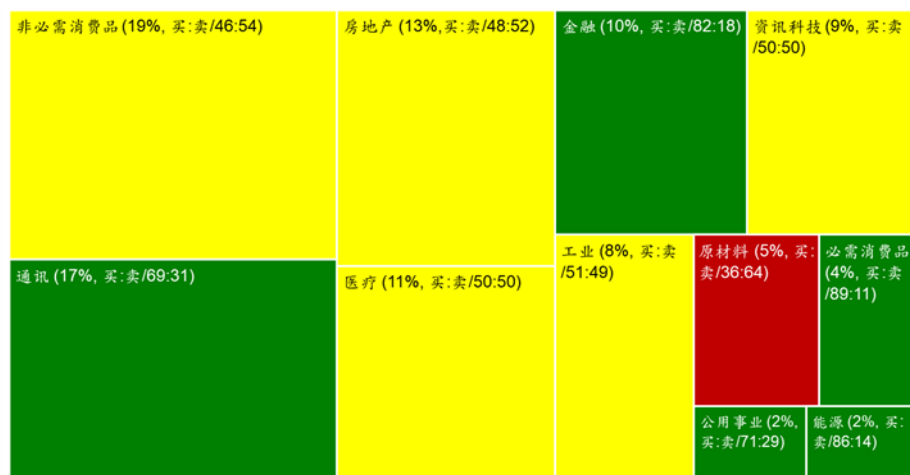 非必需消费品 (19%, 买:卖/46:54)
房地产 (13%,买:卖/48:52)
金融 (10%, 买:卖/82:18)
资讯科技 (9%, 买:卖
/50:50)
通讯 (17%, 买:卖/69:31)
医疗 (11%, 买:卖/50:50)
工业 (8%, 买:卖
/51:49)
原材料 (5%, 买:
卖/36:64)
必需消费品
(4%, 买:卖
/89:11)
公用事业 (2%,
买:卖/71:29)
能源 (2%, 买:
卖/86:14)